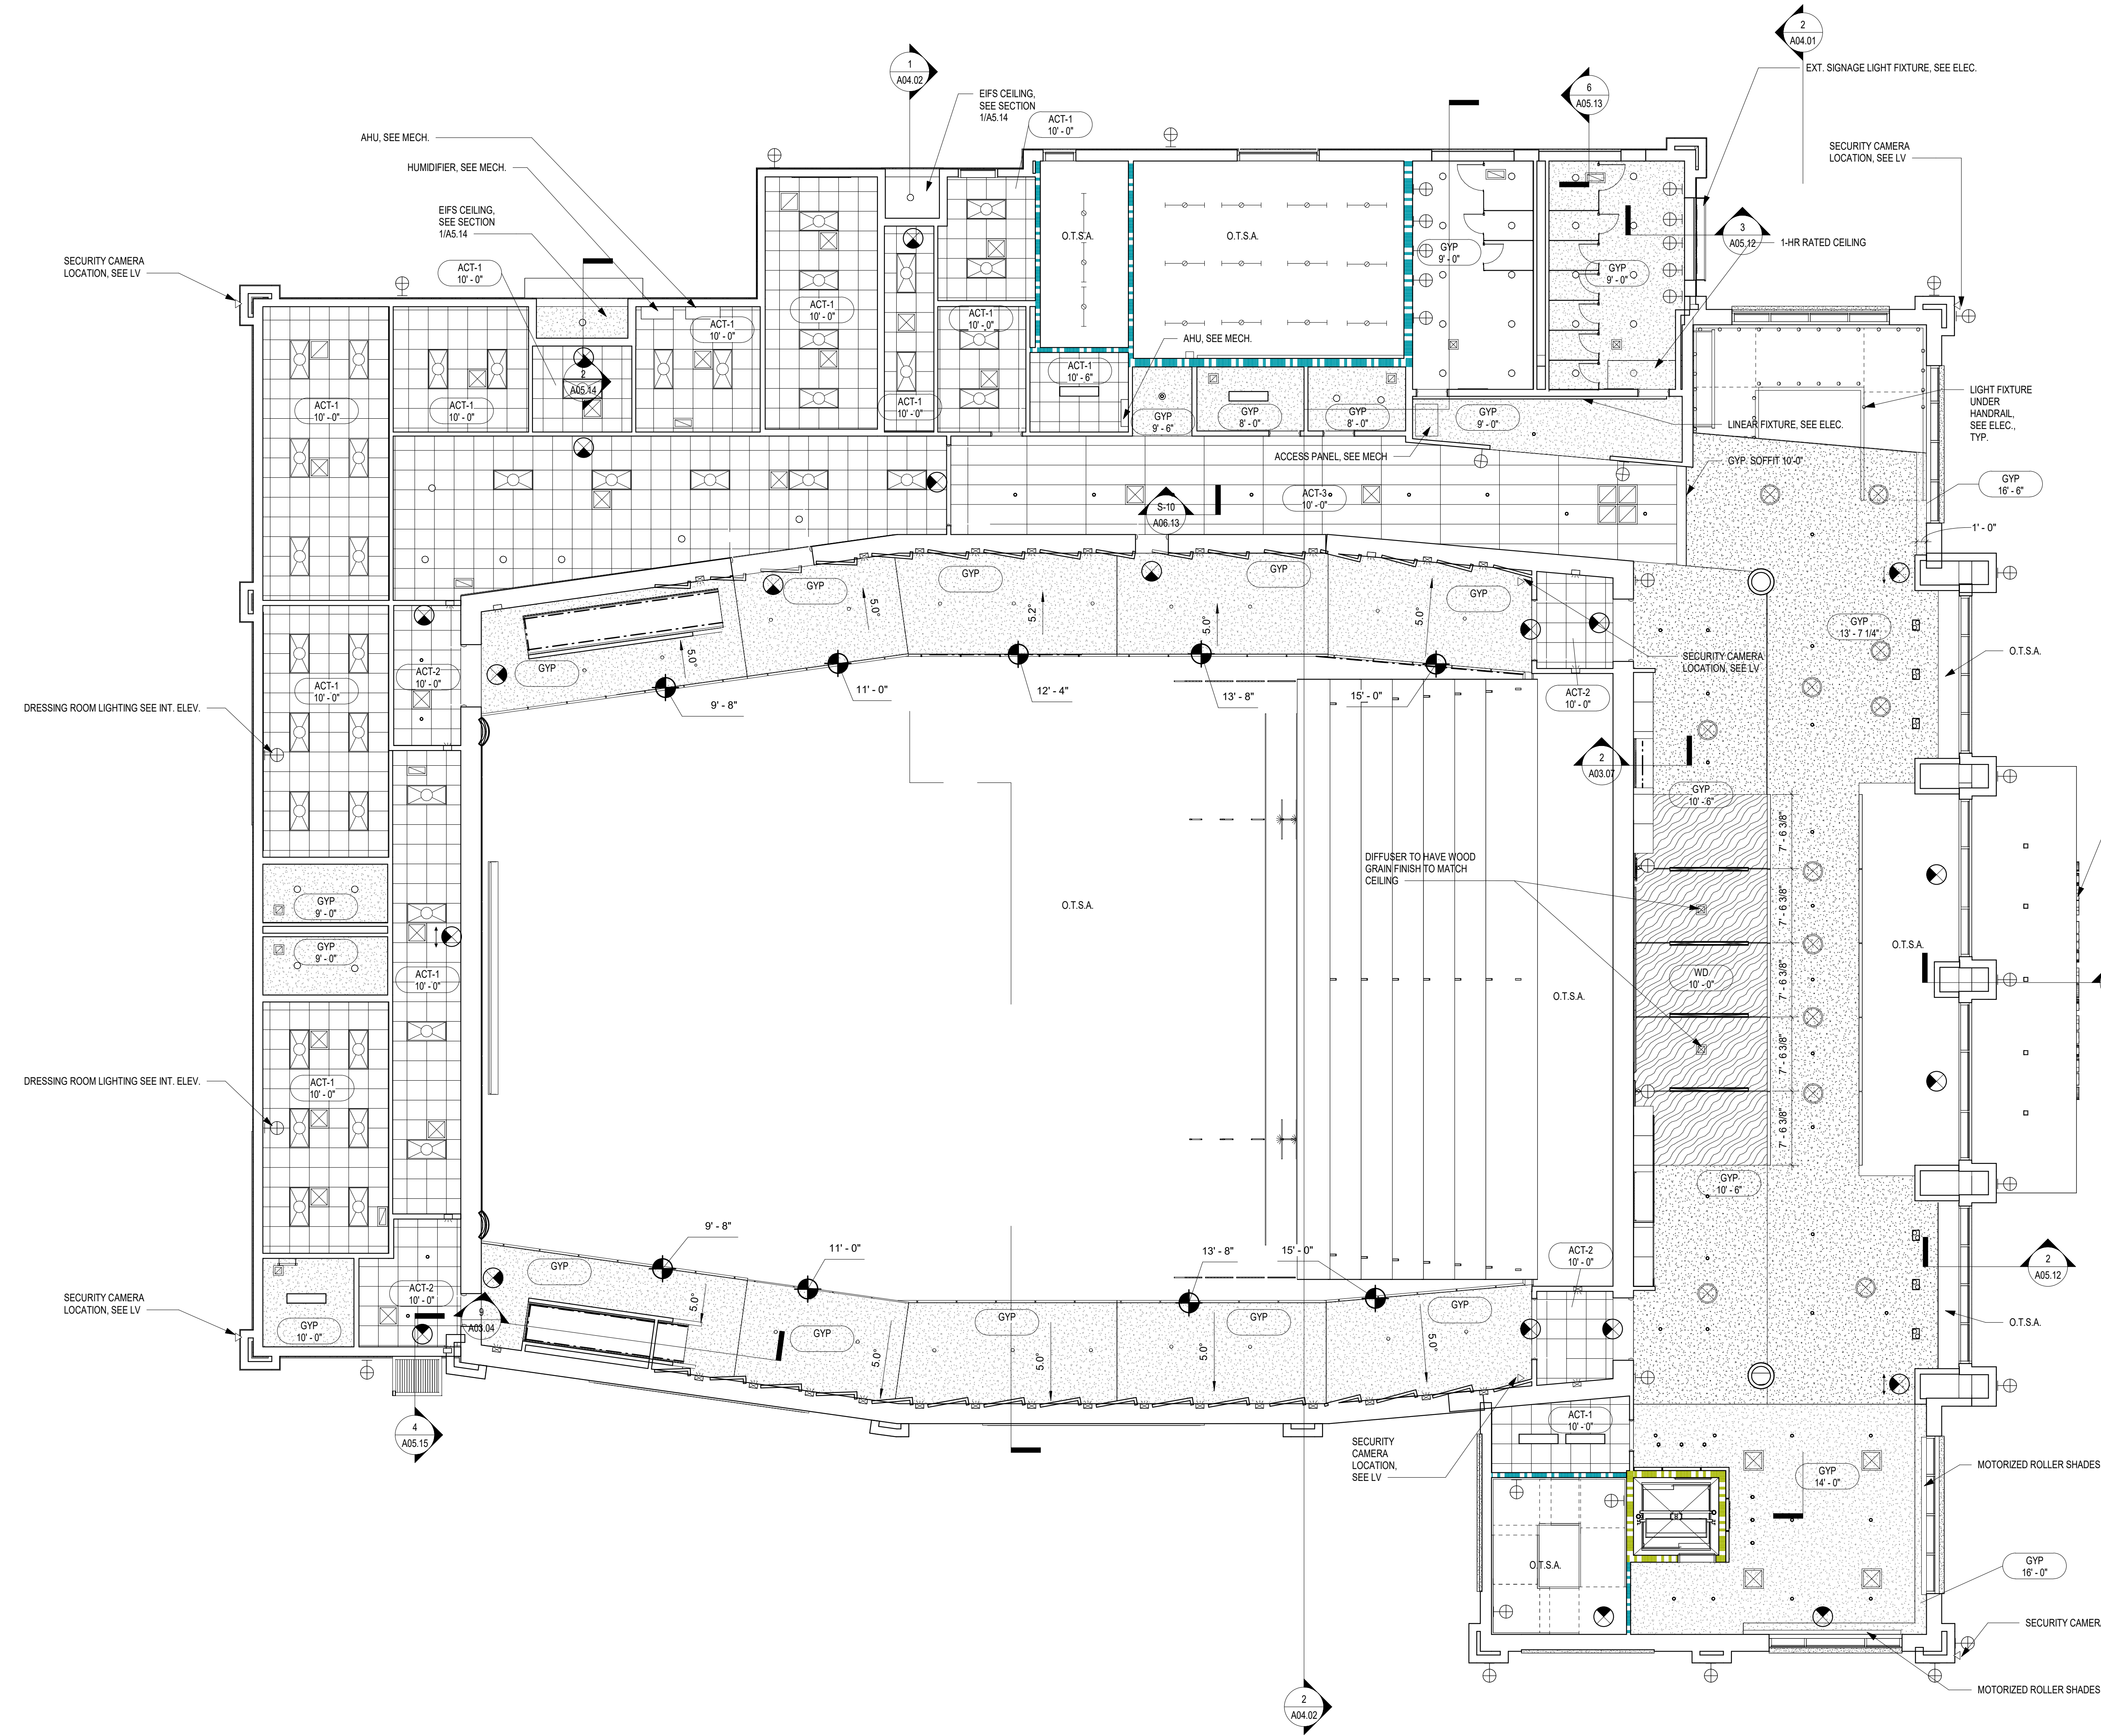 2
A04.01
EXT. SIGNAGE LIGHT FIXTURE, SEE ELEC.
1
A04.02
EIFS CEILING,
SEE SECTION
1/A5.14
6
A05.13
ACT-1
10' - 0"
AHU, SEE MECH.
SECURITY CAMERA
LOCATION, SEE LV
HUMIDIFIER, SEE MECH.
EIFS CEILING,
SEE SECTION
1/A5.14
3
A05.12
1-HR RATED CEILING
O.T.S.A.
O.T.S.A.
GYP
9' - 0"
GYP
9' - 0"
SECURITY CAMERA
LOCATION, SEE LV
ACT-1
10' - 0"
ACT-1
10' - 0"
ACT-1
10' - 0"
ACT-1
10' - 0"
AHU, SEE MECH.
ACT-1
10' - 6"
2
A05.14
LIGHT FIXTURE
UNDER
HANDRAIL,
SEE ELEC.,
TYP.
ACT-1
10' - 0"
ACT-1
10' - 0"
ACT-1
10' - 0"
GYP
9' - 6"
GYP
8' - 0"
GYP
8' - 0"
GYP
9' - 0"
LINEAR FIXTURE, SEE ELEC.
ACCESS PANEL, SEE MECH
GYP. SOFFIT 10'-0"
GYP
16' - 6"
ACT-3
10' - 0"
S-10
A06.13
1' - 0"
GYP
GYP
GYP
GYP
5.0°
5.2°
5.0°
5.0°
GYP
13' - 7 1/4"
GYP
5.0°
SECURITY CAMERA
LOCATION, SEE LV
O.T.S.A.
ACT-2
10' - 0"
ACT-1
10' - 0"
9' - 8"
11' - 0"
12' - 4"
13' - 8"
15' - 0"
ACT-2
10' - 0"
DRESSING ROOM LIGHTING SEE INT. ELEV.
2
A03.07
GYP
10' - 6"
7' - 6 3/8"
DIFFUSER TO HAVE WOOD
GRAIN FINISH TO MATCH
CEILING
7' - 6 3/8"
GYP
9' - 0"
O.T.S.A.
GYP
9' - 0"
O.T.S.A.
ACT-1
10' - 0"
WD
10' - 0"
7' - 6 3/8"
O.T.S.A.
7' - 6 3/8"
DRESSING ROOM LIGHTING SEE INT. ELEV.
ACT-1
10' - 0"
7' - 6 3/8"
GYP
10' - 6"
9' - 8"
11' - 0"
13' - 8"
15' - 0"
ACT-2
10' - 0"
2
A05.12
SECURITY CAMERA
LOCATION, SEE LV
ACT-2
10' - 0"
GYP
10' - 0"
9
A03.04
GYP
5.0°
GYP
GYP
GYP
GYP
O.T.S.A.
5.0°
5.0°
5.0°
5.0°
4
A05.15
SECURITY
CAMERA
LOCATION,
SEE LV
ACT-1
10' - 0"
GYP
14' - 0"
MOTORIZED ROLLER SHADES
O.T.S.A.
GYP
16' - 0"
SECURITY CAMER
MOTORIZED ROLLER SHADES
2
A04.02